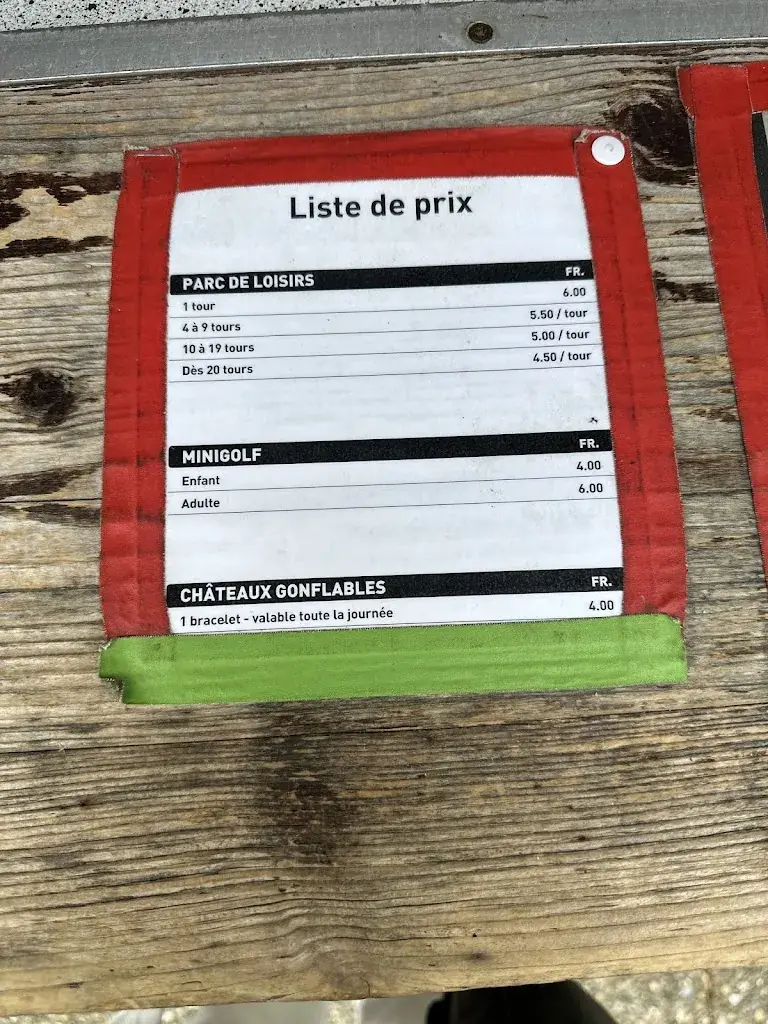 Liste de prix
PARC DE LOISIRS FR.
1 tour 6.00
4 à 9 tours 5.50 / tour
10 à 19 tours 5.00 / tour
Dès 20 tours 4.50 / tour
MINIGOLF FR.
Enfant 4.00
Adulte 6.00
CHÂTEAUX GONFLABLES FR.
1 bracelet - valable toute la journée 4.00